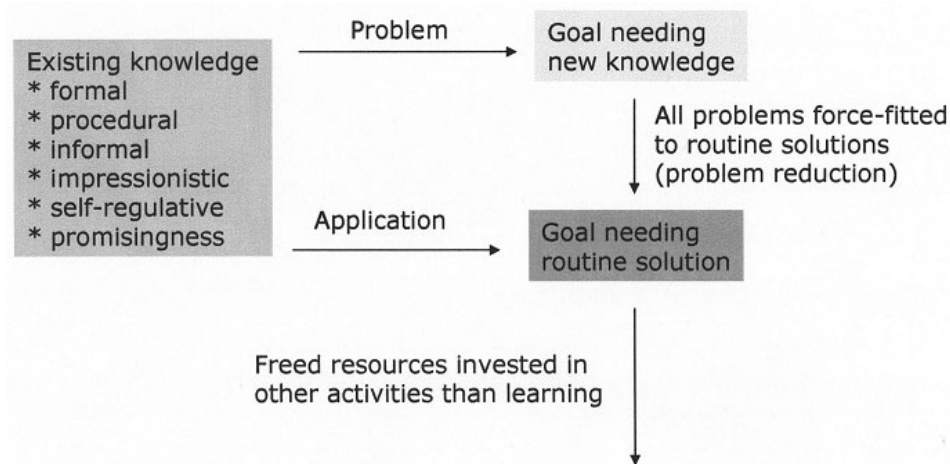 Existing knowledge
* formal
* procedural
* informal
* impressionistic
* self-regulative
* promisingness
Problem
Goal needing
new knowledge
All problems force-fitted
to routine solutions
(problem reduction)
Application
Goal needing
routine solution
Freed resources invested in
other activities than learning